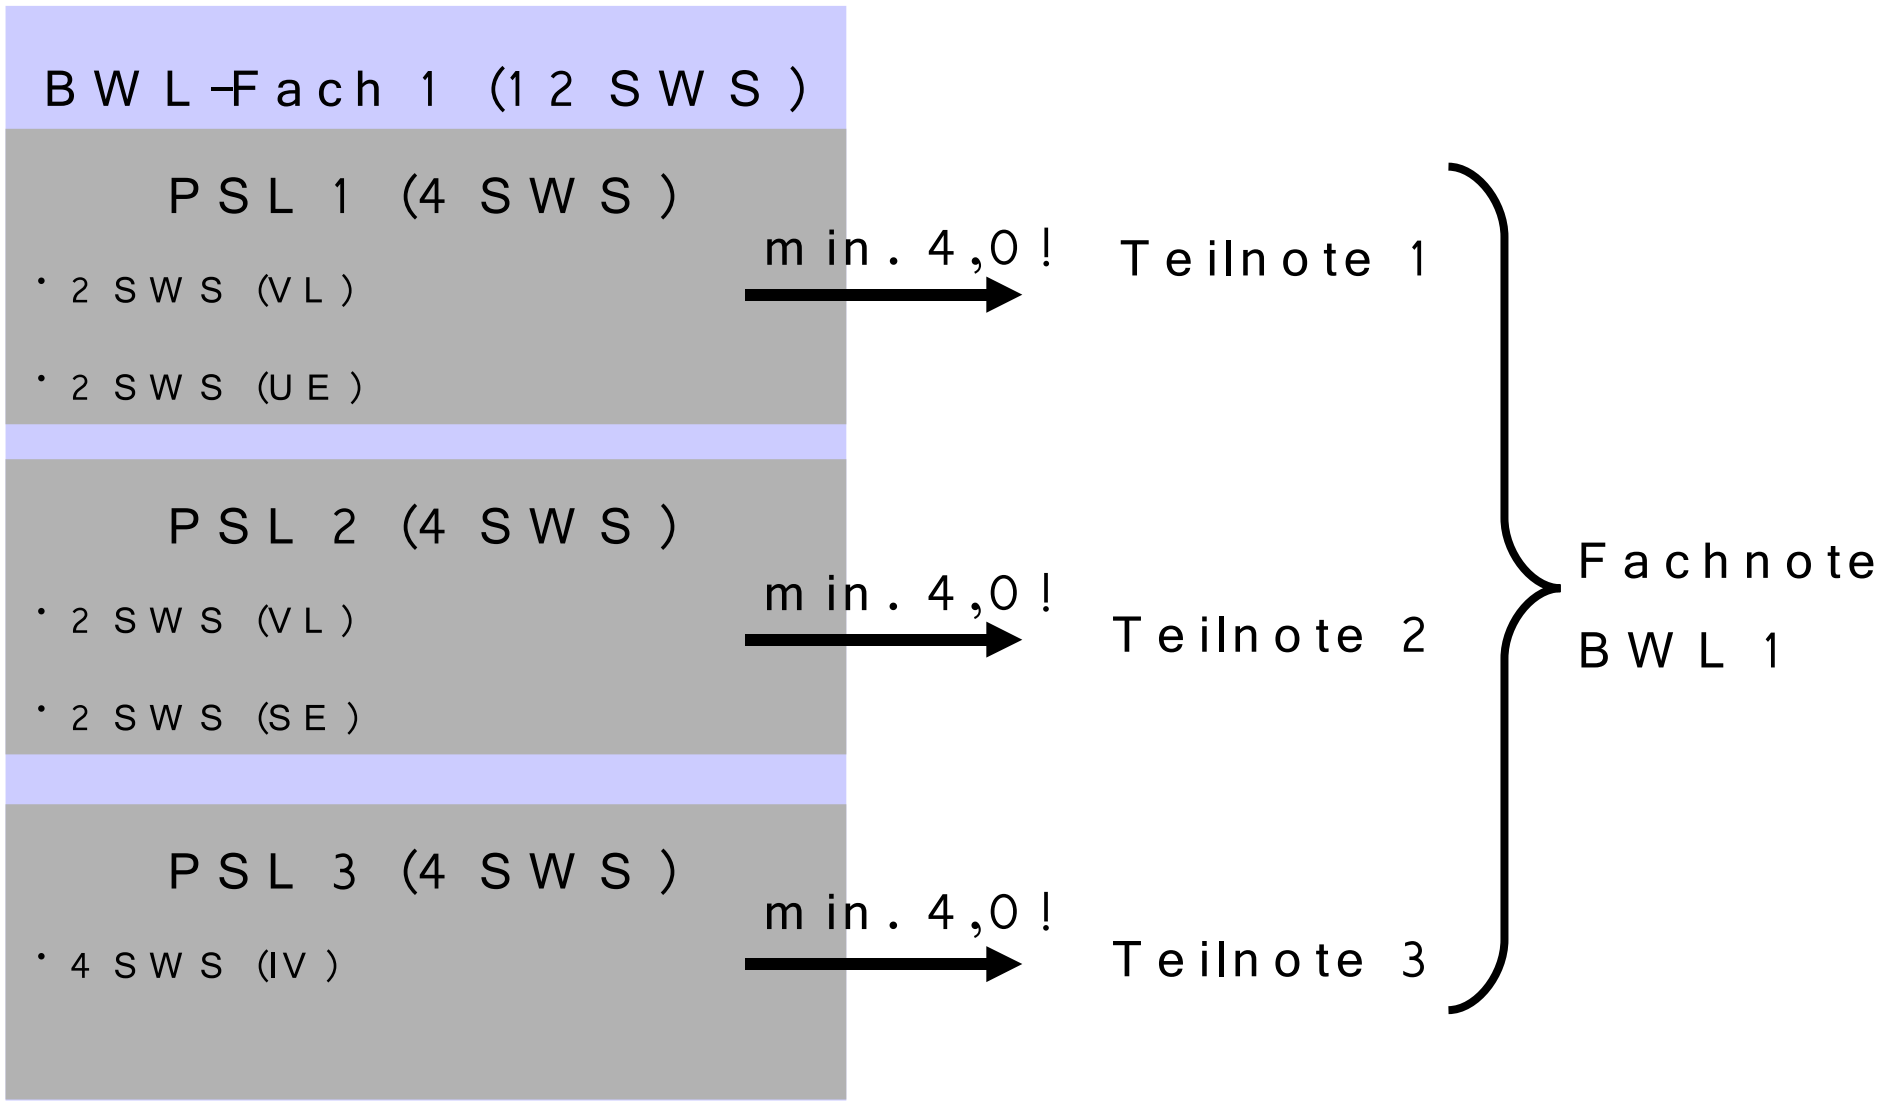 BWL-Fach 1 (12 SWS)
PSL 1 (4 SWS)
• 2 SWS (VL)
• 2 SWS (UE)
min. 4,0!
Teilnote 1
PSL 2 (4 SWS)
• 2 SWS (VL)
• 2 SWS (SE)
min. 4,0!
Teilnote 2
PSL 3 (4 SWS)
• 4 SWS (IV)
min. 4,0!
Teilnote 3
Fachnote
BWL 1